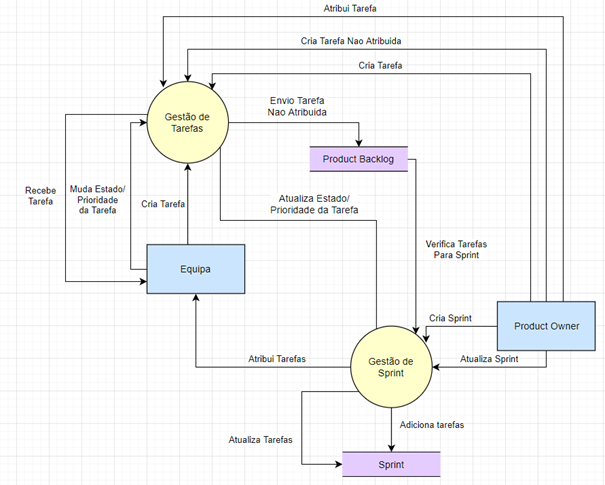 Atribui Tarefa
Cria Tarefa Nao Atribuida
Cria Tarefa
Gestão de
Tarefas
Envio Tarefa
Nao Atribuida
Product Backlog
Recebe
Tarefa
Muda Estado/
Prioridade
da Tarefa
Cria Tarefa
Atualiza Estado/
Prioridade da Tarefa
Verifica Tarefas
Para Sprint
Equipa
Cria Sprint
Product Owner
Atribui Tarefas
Gestão de
Sprint
Atualiza Sprint
Adiciona tarefas
Atualiza Tarefas
Sprint